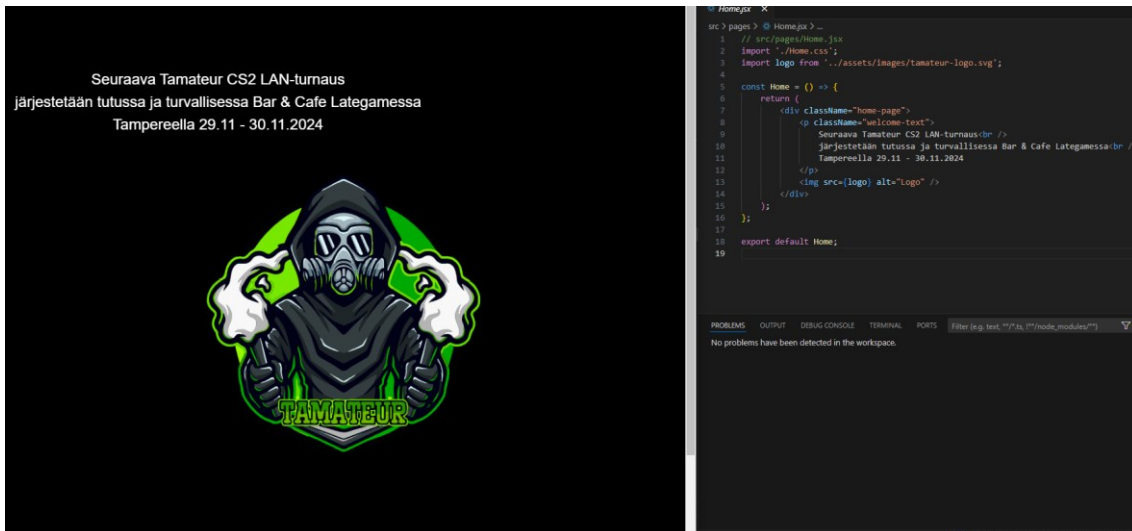 Seuraava Tamateur CS2 LAN-turnaus
järjestetään tutussa ja turvallisessa Bar & Cafe Lategamessa
Tampereella 29.11 - 30.11.2024
TAMATEUR
Home.jsx X
src > pages > Home.jsx > ...
1 // src/pages/Home.jsx
2 import './Home.css';
3 import logo from '../assets/images/tamateur-logo.svg';
4
5 const Home = () => {
6 return (
7 <div className="home-page">
8 <p className="welcome-text">
9 Seuraava Tamateur CS2 LAN-turnaus<br />
10 järjestetään tutussa ja turvallisessa Bar & Cafe Lategamessa<br /
11 Tampereella 29.11 - 30.11.2024
12 </p>
13 <img src={logo} alt="Logo" />
14 </div>
15 );
16 };
17
18 export default Home;
19
PROBLEMS OUTPUT DEBUG CONSOLE TERMINAL PORTS Filter (e.g. text, **/*.ts, !**/node_modules/**)
No problems have been detected in the workspace.